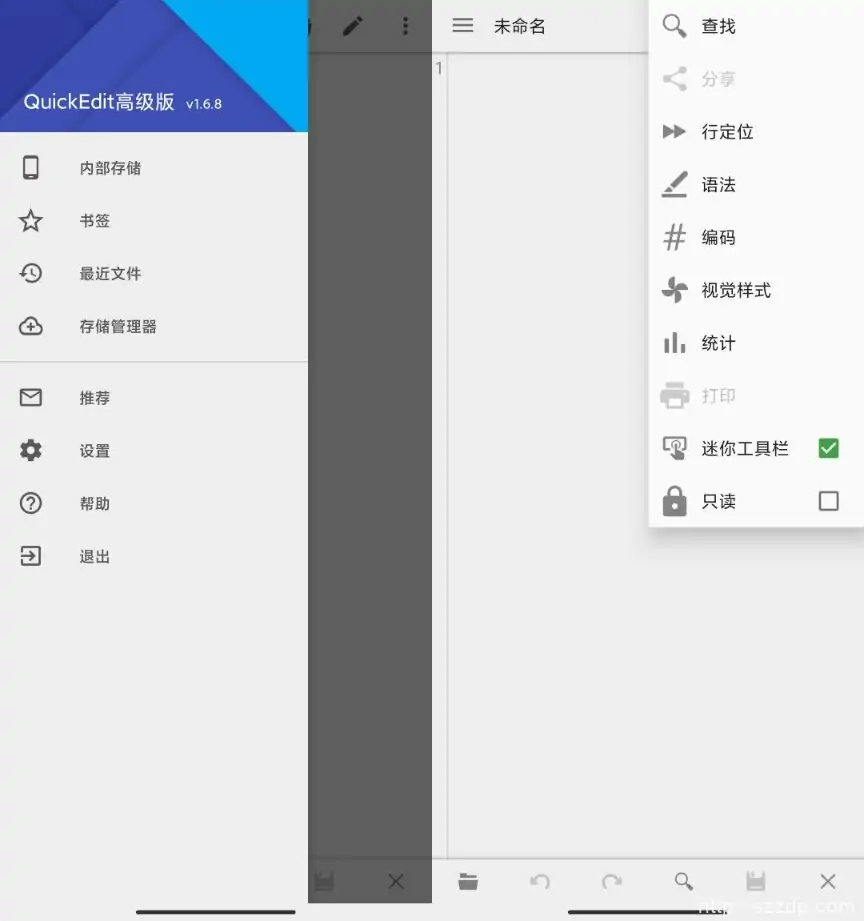 QuickEdit高级版 v1.6.8
内部存储
书签
最近文件
存储管理器
推荐
设置
帮助
退出
未命名
1
查找
分享
行定位
语法
编码
视觉样式
统计
打印
迷你工具栏
只读
http://szzdp.com